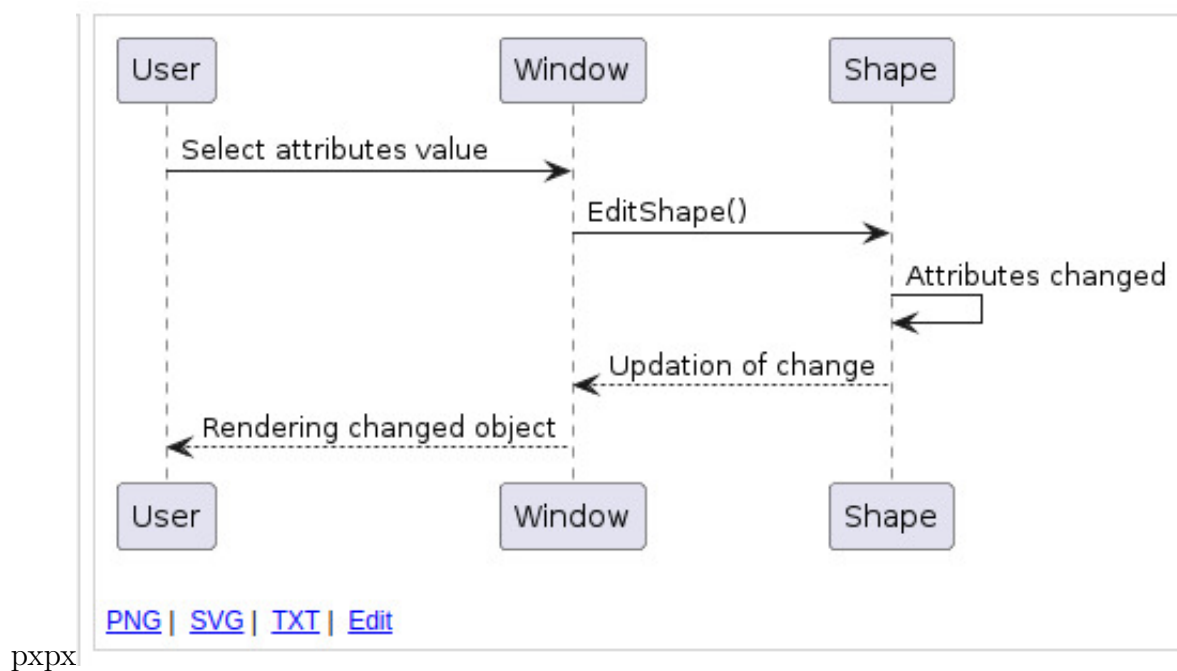 User Window Shape
Select attributes value
EditShape()
Attributes changed
Updation of change
Rendering changed object
User Window Shape
PNG | SVG | TXT | Edit
pxpx